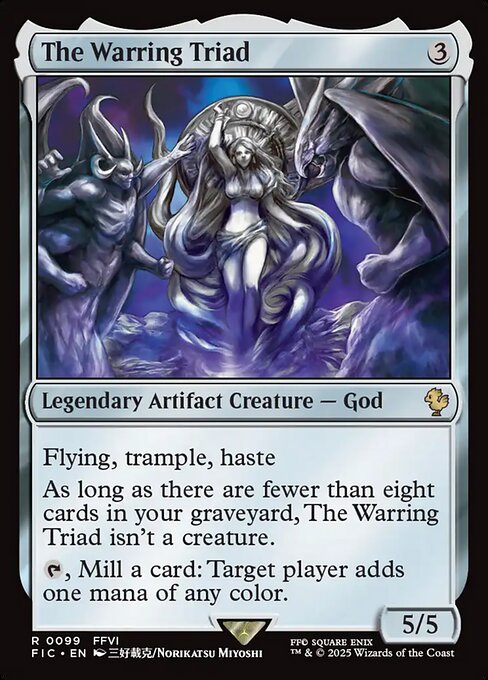 The Warring Triad 3
Legendary Artifact Creature — God
Flying, trample, haste
As long as there are fewer than eight
cards in your graveyard, The Warring
Triad isn't a creature.
, Mill a card: Target player adds
one mana of any color.
5/5
R 0099 FFVI
FIC • EN 三好載克/NORIKATSU MIYOSHI
FF© SQUARE ENIX
™ & © 2025 Wizards of the Coast